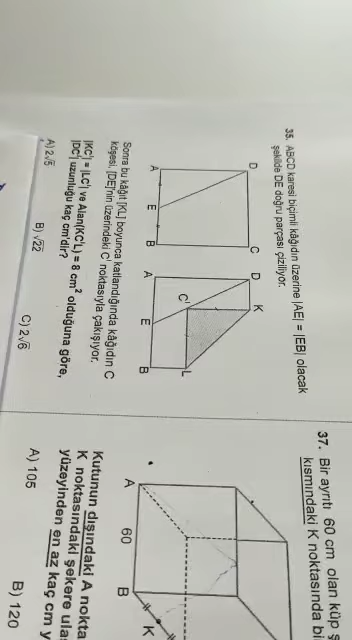 35. ABCD karesi biçimli kâğıdın üzerine |AE| = |EB| olacak
şekilde DE doğru parçası çiziliyor.
D
C
A
E
B
D
K
C'
L
A
E
B
Sonra bu kâğıt [KL] boyunca katlandığında kâğıdın C
köşesi, [DE]'nin üzerindeki C' noktasıyla çakışıyor.
|KC'| = |LC'| ve Alan(KC'L) = 8 cm² olduğuna göre,
|DC'| uzunluğu kaç cm'dir?
A) 2√5
B) √22
C) 2√6
37. Bir ayrıtı 60 cm olan küp
kısmındaki K noktasında
A
60
B
K
Kutunun dışındaki A
K noktasındaki şekere
yüzeyinden en az kaç cm
A) 105
B) 120